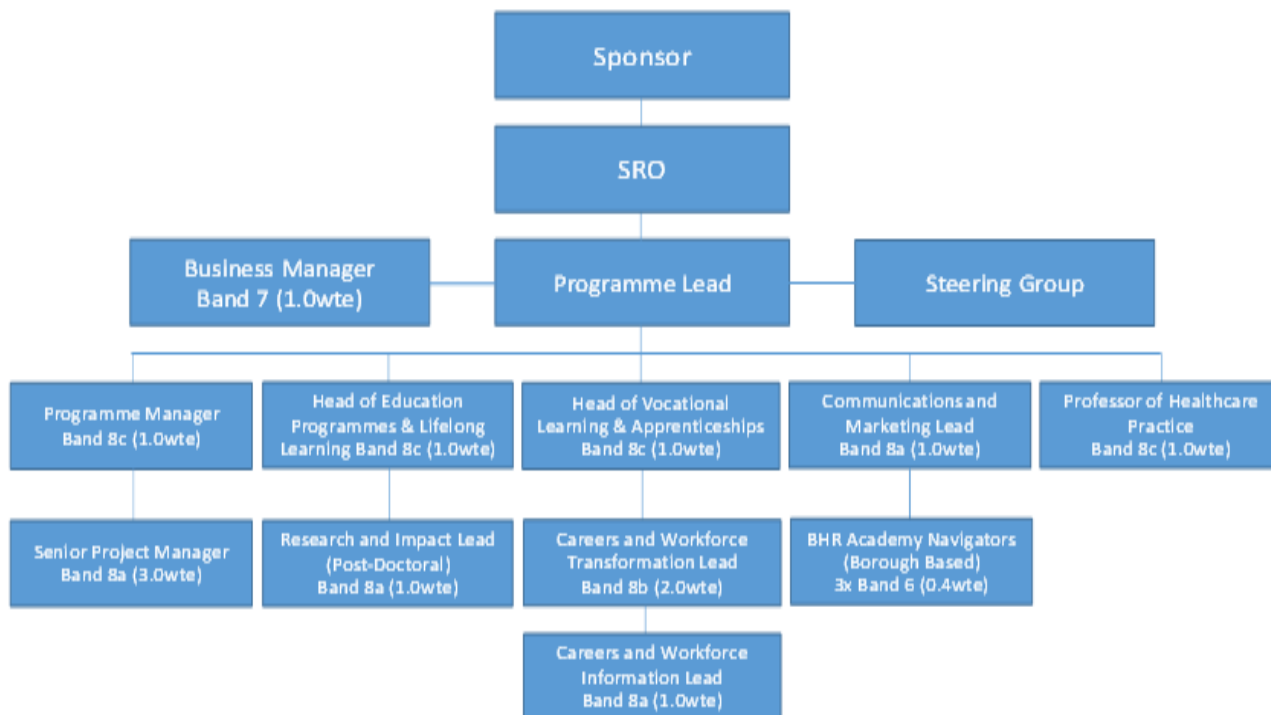 Sponsor
SRO
Business Manager
Band 7 (1.0wte)
Programme Lead
Steering Group
Programme Manager
Band 8c (1.0wte)
Head of Education
Programmes & Lifelong
Learning Band 8c (1.0wte)
Head of Vocational
Learning & Apprenticeships
Band 8c (1.0wte)
Communications and
Marketing Lead
Band 8a (1.0wte)
Professor of Healthcare
Practice
Band 8c (1.0wte)
Senior Project Manager
Band 8a (3.0wte)
Research and Impact Lead
(Post-Doctoral)
Band 8a (1.0wte)
Careers and Workforce
Transformation Lead
Band 8b (2.0wte)
BHR Academy Navigators
(Borough Based)
3x Band 6 (0.4wte)
Careers and Workforce
Information Lead
Band 8a (1.0wte)